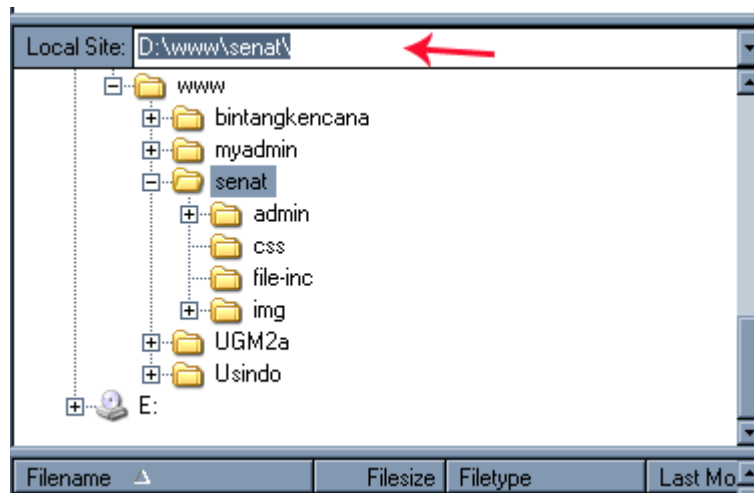 Local Site: D:\www\senat\
www
bintangkencana
myadmin
senat
admin
css
file-inc
img
UGM2a
Usindo
E:
Filename Filesize Filetype Last Mo